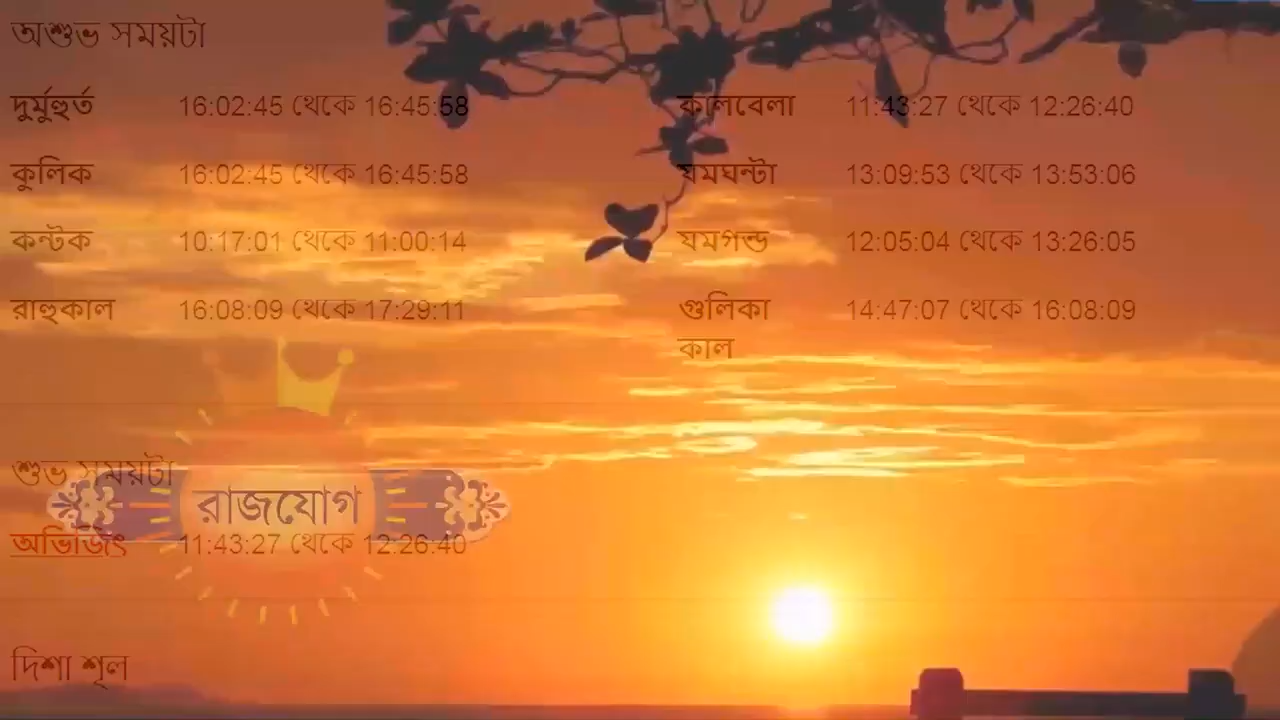 অশুভ সময়টা
দুর্মুহুর্ত 16:02:45 থেকে 16:45:58 কালবেলা 11:43:27 থেকে 12:26:40
কুলিক 16:02:45 থেকে 16:45:58 যমঘন্টা 13:09:53 থেকে 13:53:06
কন্টক 10:17:01 থেকে 11:00:14 যমগন্ড 12:05:04 থেকে 13:26:05
রাহুকাল 16:08:09 থেকে 17:29:11 গুলিকা 14:47:07 থেকে 16:08:09
কাল
শুভ সময়টা
রাজযোগ
অভিজিৎ 11:43:27 থেকে 12:26:40
দিশা শূল